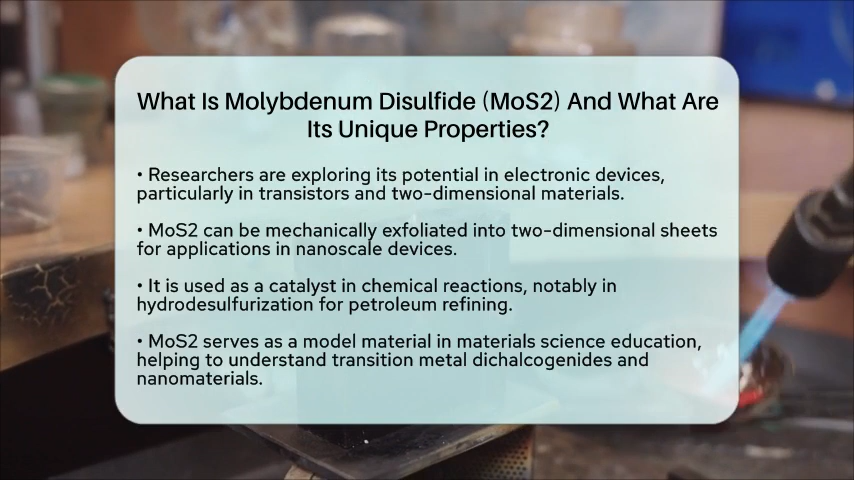 What Is Molybdenum Disulfide (MoS2) And What Are
Its Unique Properties?
• Researchers are exploring its potential in electronic devices,
particularly in transistors and two-dimensional materials.
• MoS2 can be mechanically exfoliated into two-dimensional sheets
for applications in nanoscale devices.
• It is used as a catalyst in chemical reactions, notably in
hydrodesulfurization for petroleum refining.
• MoS2 serves as a model material in materials science education,
helping to understand transition metal dichalcogenides and
nanomaterials.